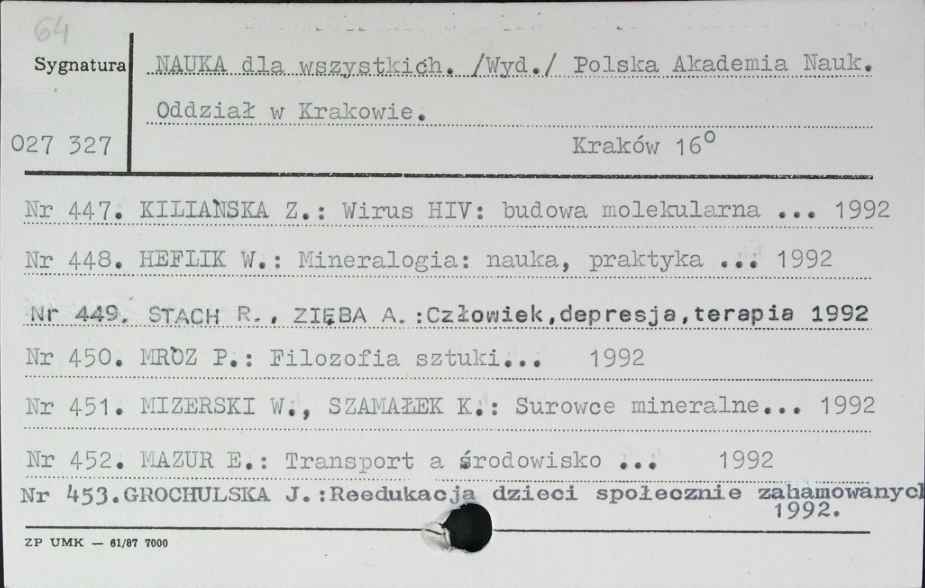 64
Sygnatura NAUKA dla wszystkich. /Wyd./ Polska Akademia Nauk.
Oddział w Krakowie.
027 327 Kraków 16°
Nr 447. KILIAŃSKA Z.: Wirus HIV: budowa molekularna ... 1992
Nr 448. HEFLIK W.: Mineralogia: nauka, praktyka ... 1992
Nr 449. STACH R., ZIĘBA A.:Człowiek,depresja,terapia 1992
Nr 450. MRÓZ P.: Filozofia sztuki... 1992
Nr 451. MIZERSKI W., SZAMAŁEK K.: Surowce mineralne... 1992
Nr 452. MAZUR E.: Transport a środowisko ... 1992
Nr 453.GROCHULSKA J.:Reedukacja dzieci społecznie zahamowanych
1992.
ZP UMK — 61/87 7000